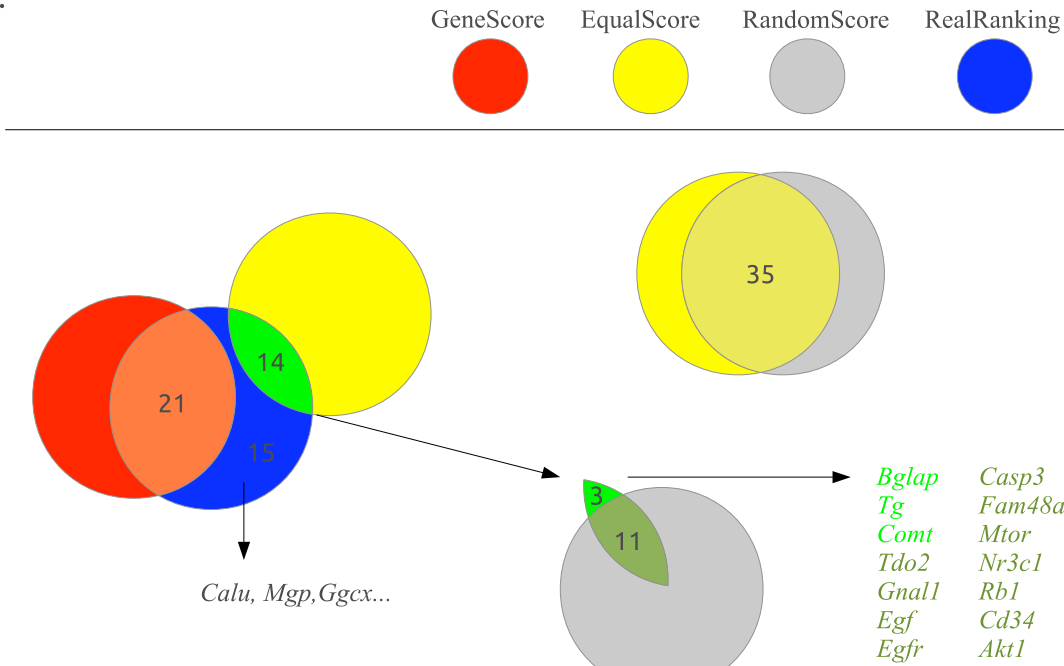 GeneScore EqualScore RandomScore RealRanking
35
14
21
15
3
11
Calu, Mgp,Ggcx...
Bglap Casp3
Tg Fam48a
Comt Mtor
Tdo2 Nr3c1
Gnal1 Rb1
Egf Cd34
Egfr Akt1